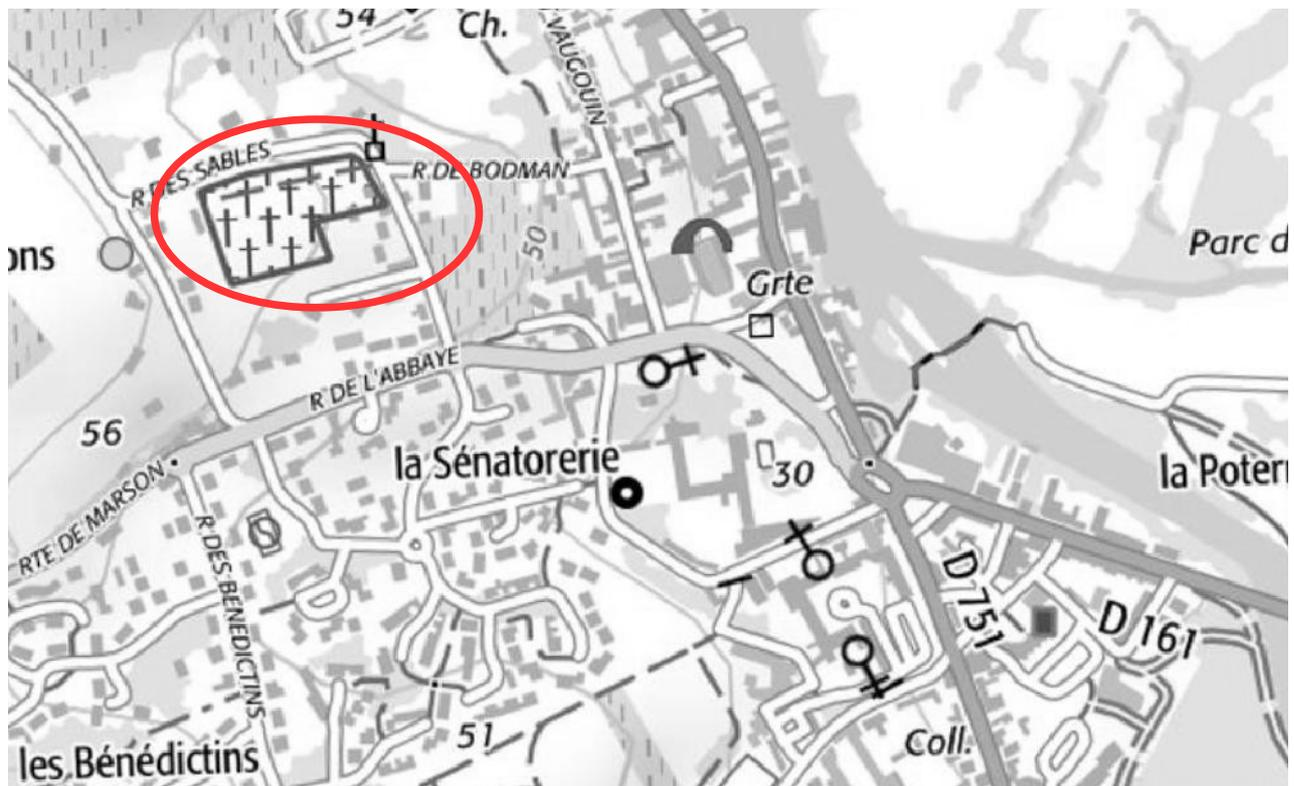 54
Ch.
VAUGOUIN
R DES SABLES
R DE BODMAN
ons
50
Parc d
Grte
R DE L'ABBAYE
56
la Sénatorerie
30
la Potern
RTE DE MARSON
R DES BENEDICTINS
S
D 751
D 161
51
Coll.
les Bénédictins